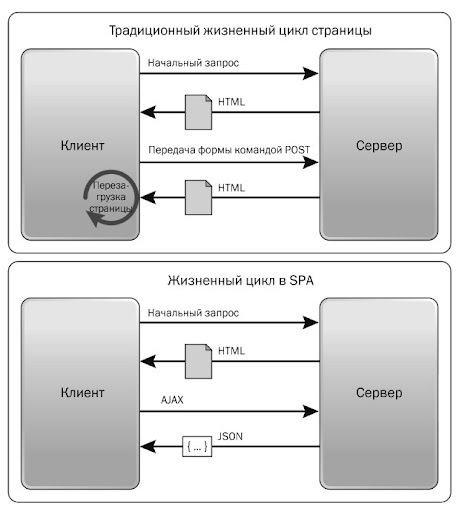 Традиционный жизненный цикл страницы
Начальный запрос
HTML
Клиент
Сервер
Передача формы командой POST
HTML
Переза-
грузка
страницы
Жизненный цикл в SPA
Начальный запрос
HTML
Клиент
Сервер
AJAX
JSON
{ ... }